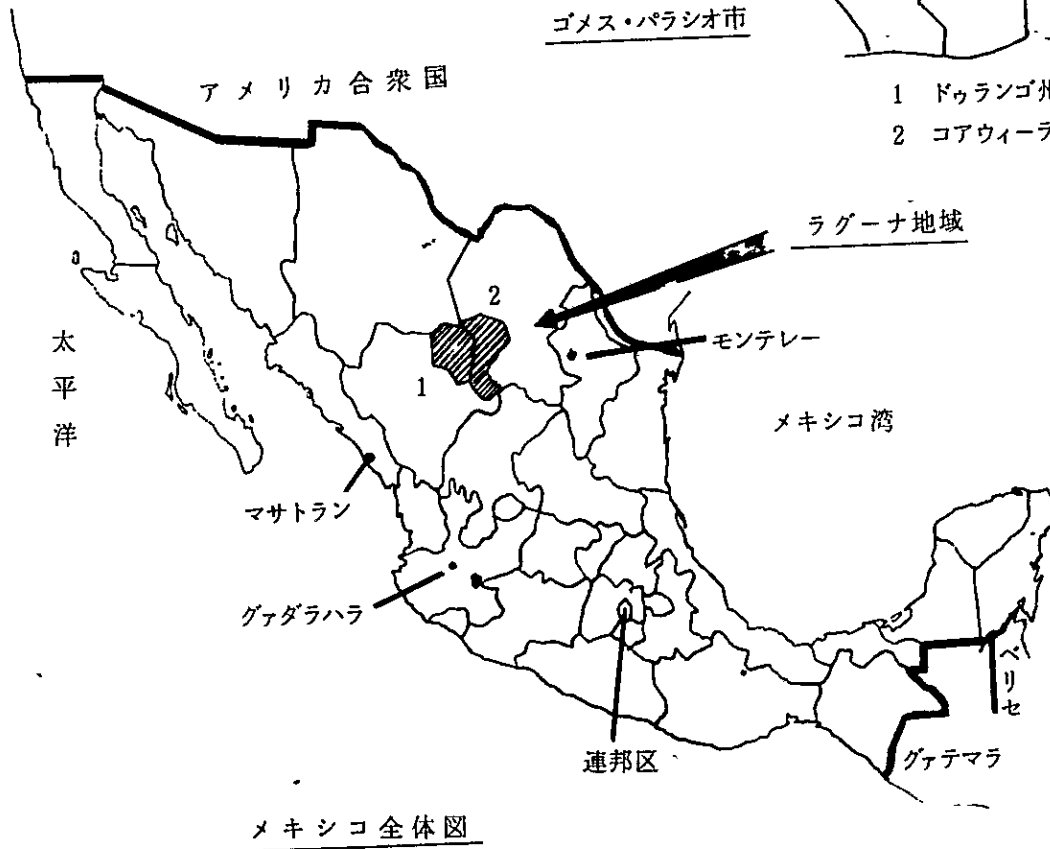 ゴメス・パラシオ市
アメリカ合衆国
1 ドゥランゴ州
2 コアウィーラ
ラグーナ地域
2
モンテレー
太平洋
1
メキシコ湾
マサトラン
グァダラハラ
ベリセ
連邦区
グァテマラ
メキシコ全体図